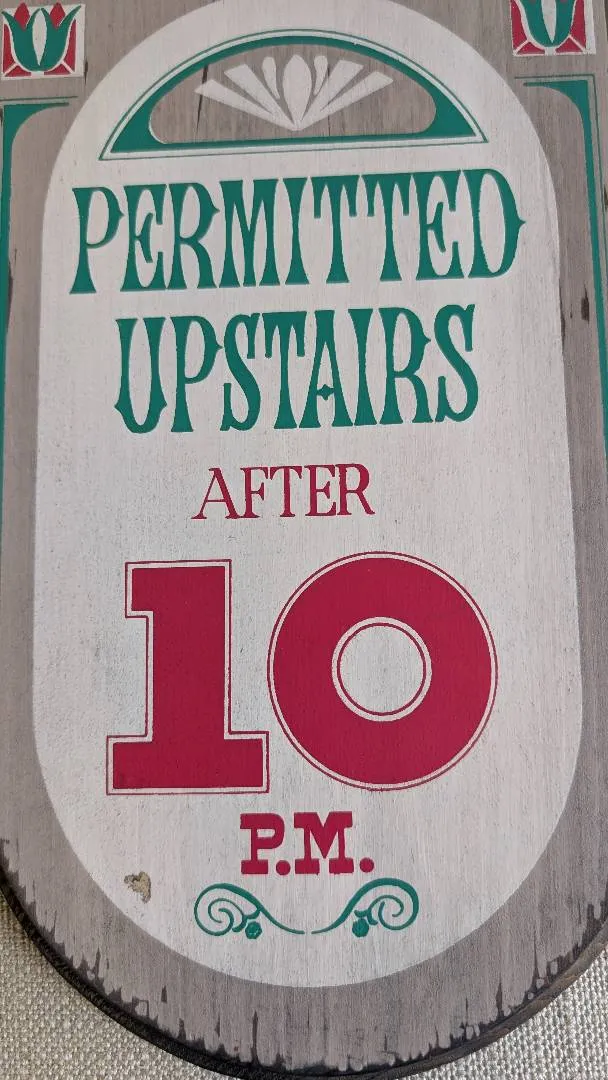 PERMITTED
UPSTAIRS
AFTER
10
P.M.